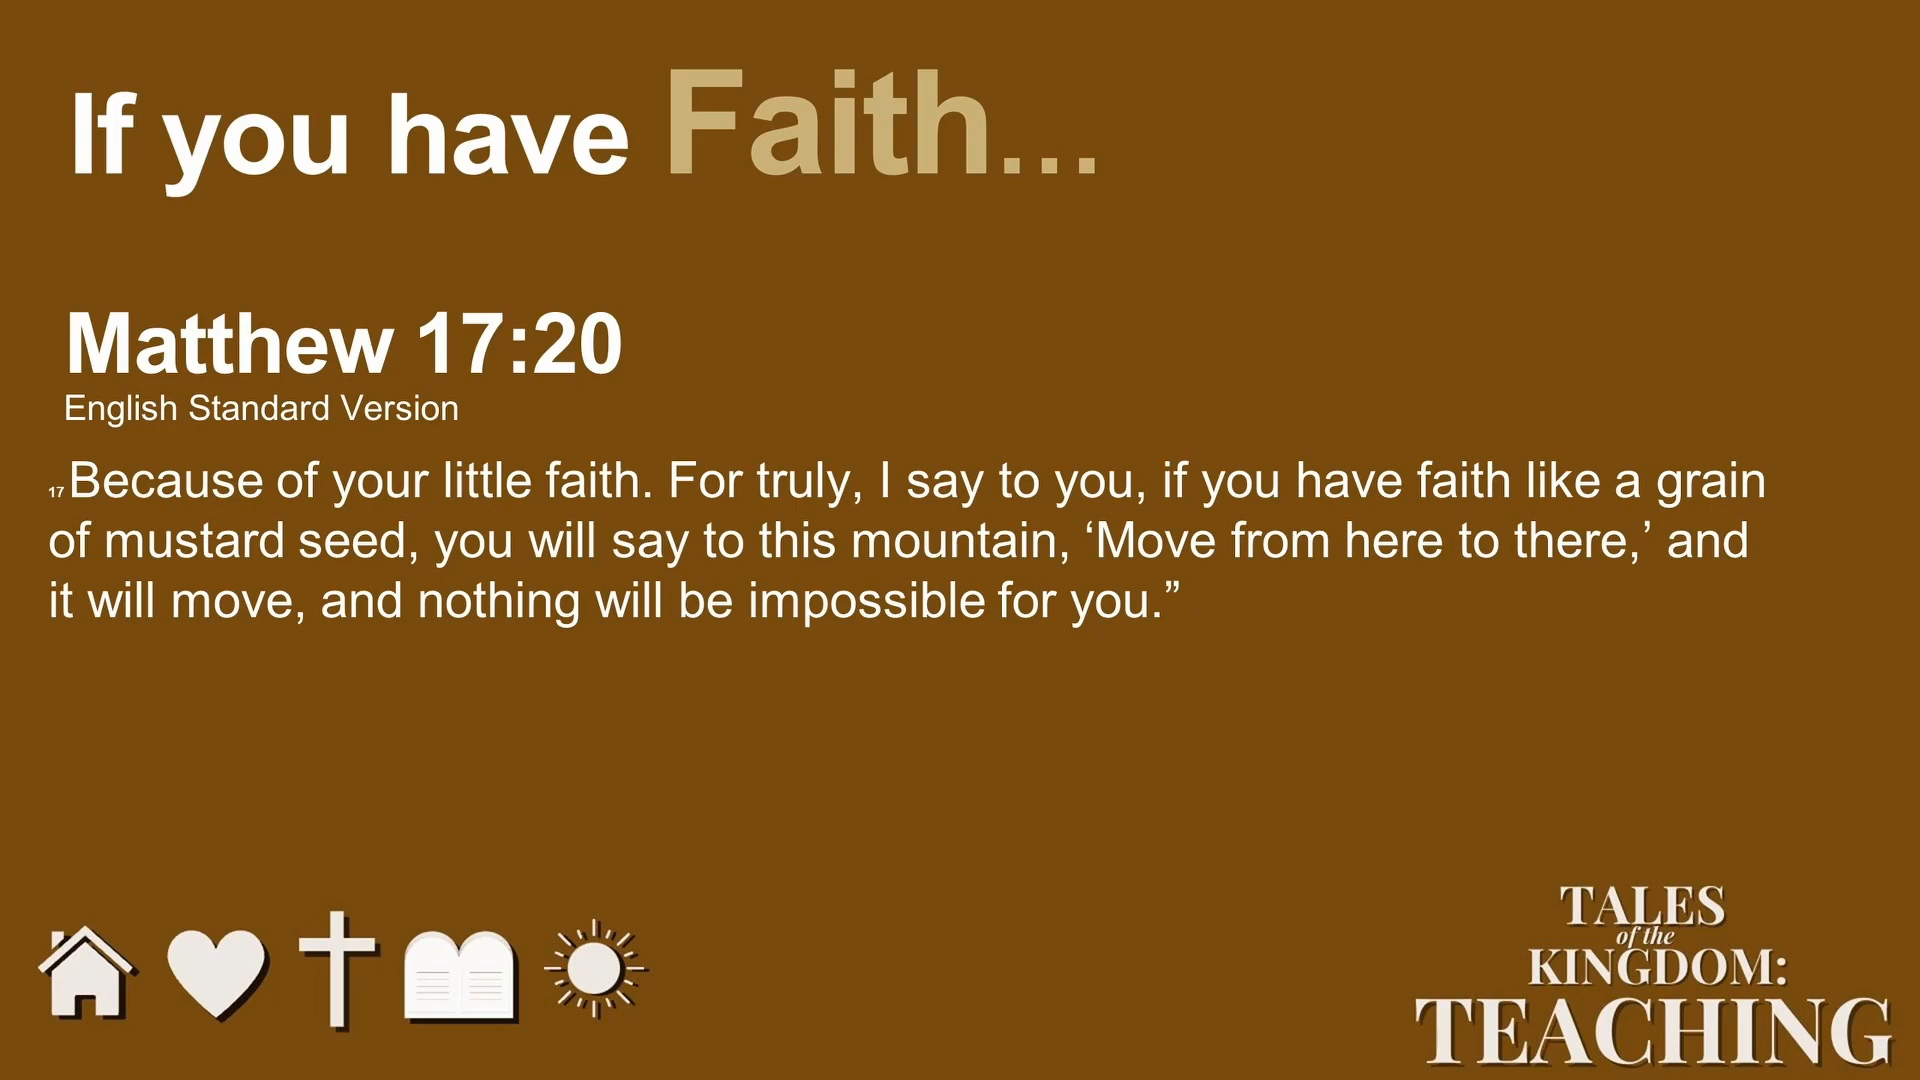 If you have Faith...
Matthew 17:20
English Standard Version
17 Because of your little faith. For truly, I say to you, if you have faith like a grain
of mustard seed, you will say to this mountain, ‘Move from here to there,’ and
it will move, and nothing will be impossible for you.”
TALES
of the
KINGDOM:
TEACHING